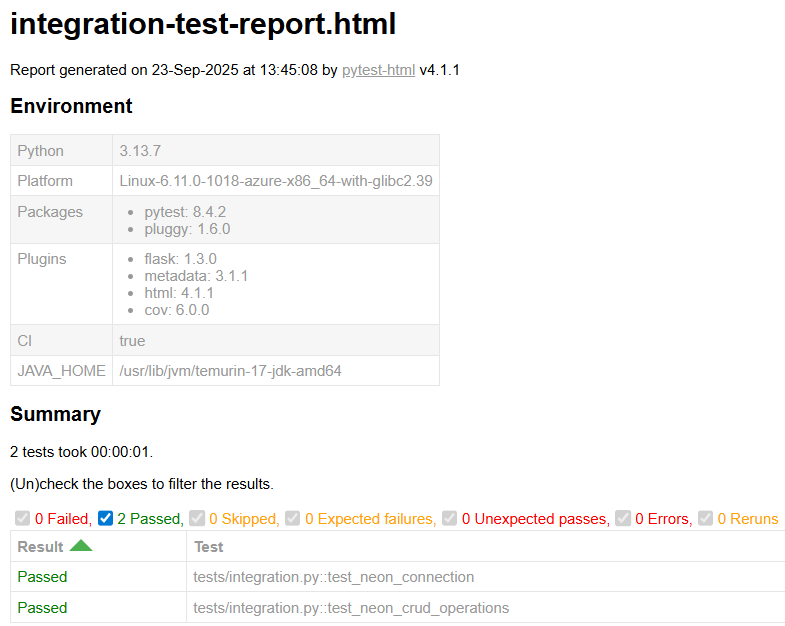 integration-test-report.html
Report generated on 23-Sep-2025 at 13:45:08 by pytest-html v4.1.1
Environment
Python 3.13.7
Platform Linux-6.11.0-1018-azure-x86_64-with-glibc2.39
Packages
• pytest: 8.4.2
• pluggy: 1.6.0
Plugins
• flask: 1.3.0
• metadata: 3.1.1
• html: 4.1.1
• cov: 6.0.0
CI true
JAVA_HOME /usr/lib/jvm/temurin-17-jdk-amd64
Summary
2 tests took 00:00:01.
(Un)check the boxes to filter the results.
0 Failed, 2 Passed, 0 Skipped, 0 Expected failures, 0 Unexpected passes, 0 Errors, 0 Reruns
Result Test
Passed tests/integration.py::test_neon_connection
Passed tests/integration.py::test_neon_crud_operations